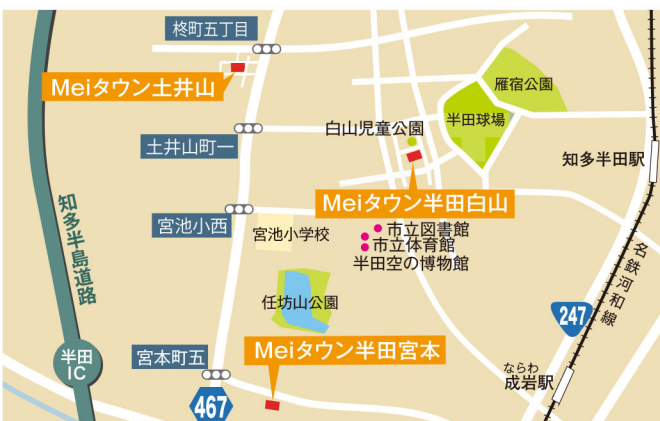 柊町五丁目
Meiタウン土井山
雁宿公園
半田球場
白山児童公園
土井山町一
知多半田駅
Meiタウン半田白山
知多半島道路
宮池小西
宮池小学校
市立図書館
市立体育館
半田空の博物館
名鉄河和線
任坊山公園
247
半田
IC
宮本町五
Meiタウン半田宮本
ならわ
成岩駅
467